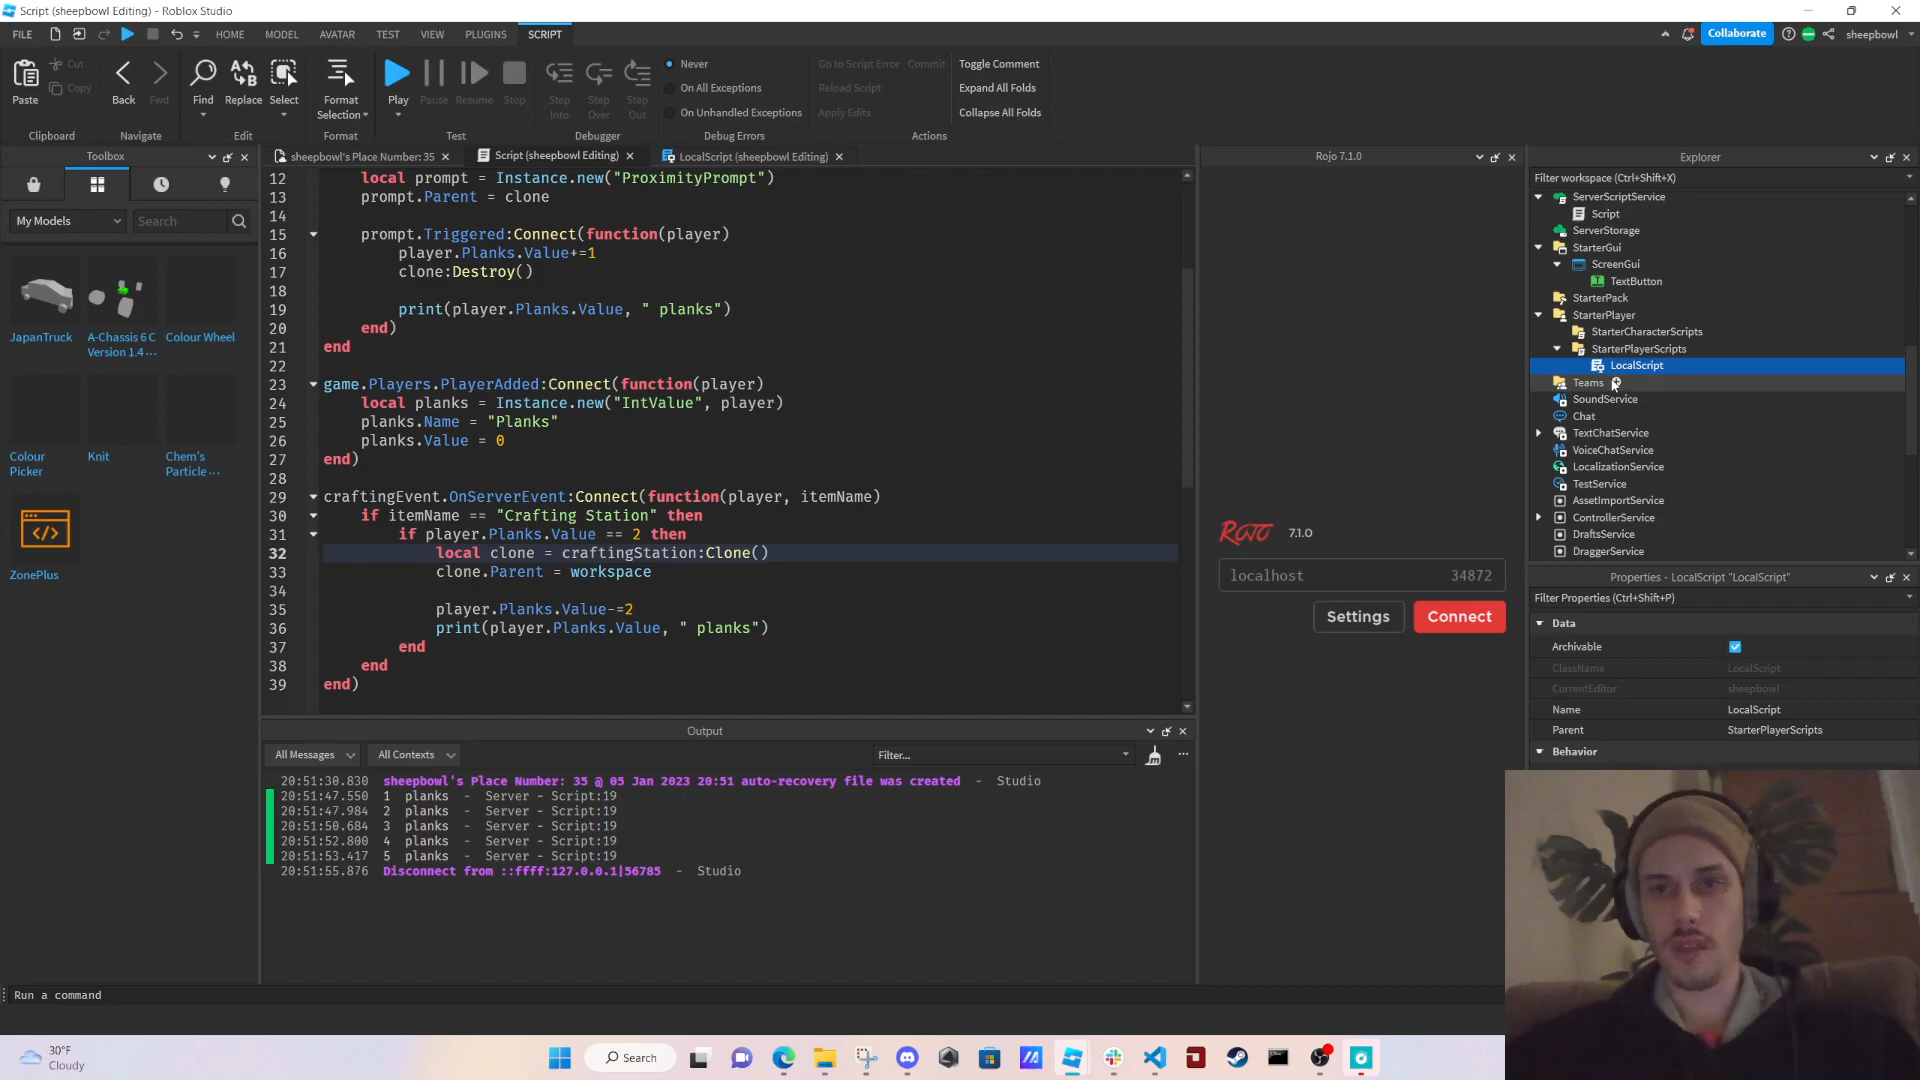 Script (sheepbowl Editing) - Roblox Studio
FILE HOME MODEL AVATAR TEST VIEW PLUGINS SCRIPT Collaborate sheepbowl
Paste Cut Copy Back Fwd Find Replace Select Format Selection Play Pause Resume Stop Step Into Step Over Step Out
Never
On All Exceptions
On Unhandled Exceptions
Go to Script Error Commit
Reload Script
Apply Edits
Toggle Comment
Expand All Folds
Collapse All Folds
Clipboard Navigate Edit Format Test Debugger Debug Errors Actions
Toolbox
My Models Search
JapanTruck
A-Chassis 6 C Version 1.4 ...
Colour Wheel
Colour Picker
Knit
Chem's Particle ...
ZonePlus
sheepbowl's Place Number: 35 Script (sheepbowl Editing) LocalScript (sheepbowl Editing)
12 local prompt = Instance.new("ProximityPrompt")
13 prompt.Parent = clone
14
15 prompt.Triggered:Connect(function(player)
16 player.Planks.Value+=1
17 clone:Destroy()
18
19 print(player.Planks.Value, " planks")
20 end)
21 end
22
23 game.Players.PlayerAdded:Connect(function(player)
24 local planks = Instance.new("IntValue", player)
25 planks.Name = "Planks"
26 planks.Value = 0
27 end)
28
29 craftingEvent.OnServerEvent:Connect(function(player, itemName)
30 if itemName == "Crafting Station" then
31 if player.Planks.Value == 2 then
32 local clone = craftingStation:Clone()
33 clone.Parent = workspace
34
35 player.Planks.Value-=2
36 print(player.Planks.Value, " planks")
37 end
38 end
39 end)
Output
All Messages All Contexts Filter...
20:51:30.830 sheepbowl's Place Number: 35 @ 05 Jan 2023 20:51 auto-recovery file was created - Studio
20:51:47.550 1 planks - Server - Script:19
20:51:47.984 2 planks - Server - Script:19
20:51:50.684 3 planks - Server - Script:19
20:51:52.800 4 planks - Server - Script:19
20:51:53.417 5 planks - Server - Script:19
20:51:55.876 Disconnect from ::ffff:127.0.0.1|56785 - Studio
Run a command
Rojo 7.1.0
ROJO 7.1.0
localhost 34872
Settings Connect
Explorer
Filter workspace (Ctrl+Shift+X)
ServerScriptService
Script
ServerStorage
StarterGui
ScreenGui
TextButton
StarterPack
StarterPlayer
StarterCharacterScripts
StarterPlayerScripts
LocalScript
Teams
SoundService
Chat
TextChatService
VoiceChatService
LocalizationService
TestService
AssetImportService
ControllerService
DraftsService
DraggerService
Properties - LocalScript "LocalScript"
Filter Properties (Ctrl+Shift+P)
Data
Archivable
ClassName LocalScript
CurrentEditor sheepbowl
Name LocalScript
Parent StarterPlayerScripts
Behavior
30°F
Cloudy
Search